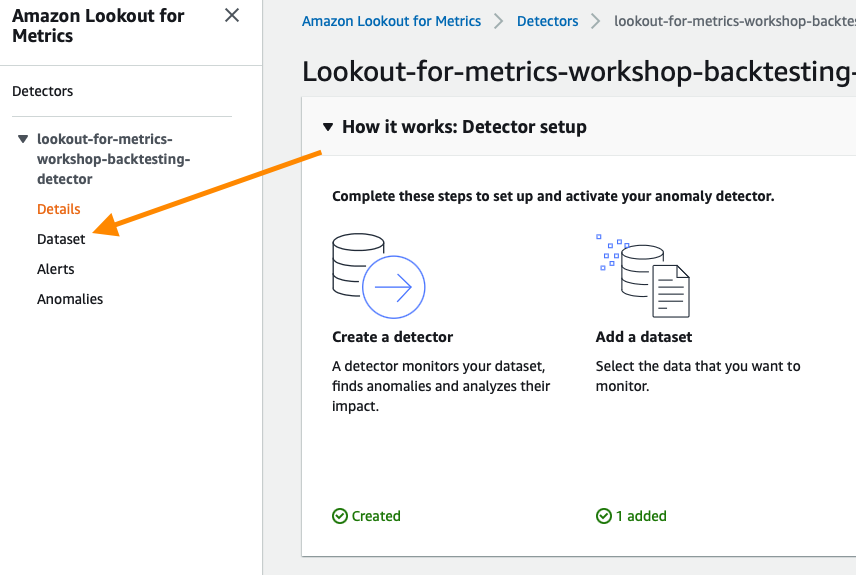 Amazon Lookout for
Metrics
Detectors
lookout-for-metrics-
workshop-backtesting-
detector
Details
Dataset
Alerts
Anomalies
Amazon Lookout for Metrics
Detectors
lookout-for-metrics-workshop-backtes
Lookout-for-metrics-workshop-backtesting-
How it works: Detector setup
Complete these steps to set up and activate your anomaly detector.
Create a detector
A detector monitors your dataset,
finds anomalies and analyzes their
impact.
Created
Add a dataset
Select the data that you want to
monitor.
1 added